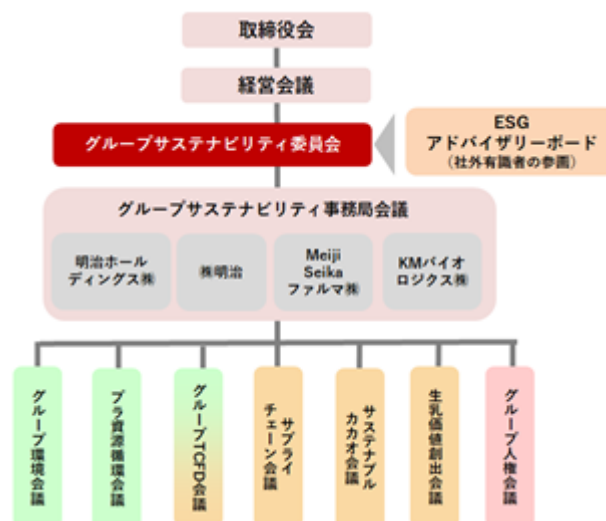 取締役会
経営会議
グループサステナビリティ委員会
ESG
アドバイザリーボード
(社外有識者の参画)
グループサステナビリティ事務局会議
明治ホール
ディングス㈱
㈱明治
Meiji
Seika
ファルマ㈱
KMバイオ
ロジクス㈱
グループ環境会議
プラ資源循環会議
グループTCFD会議
サプライ
チェーン会議
サステナブル
カカオ会議
生乳価値創出会議
グループ人権会議